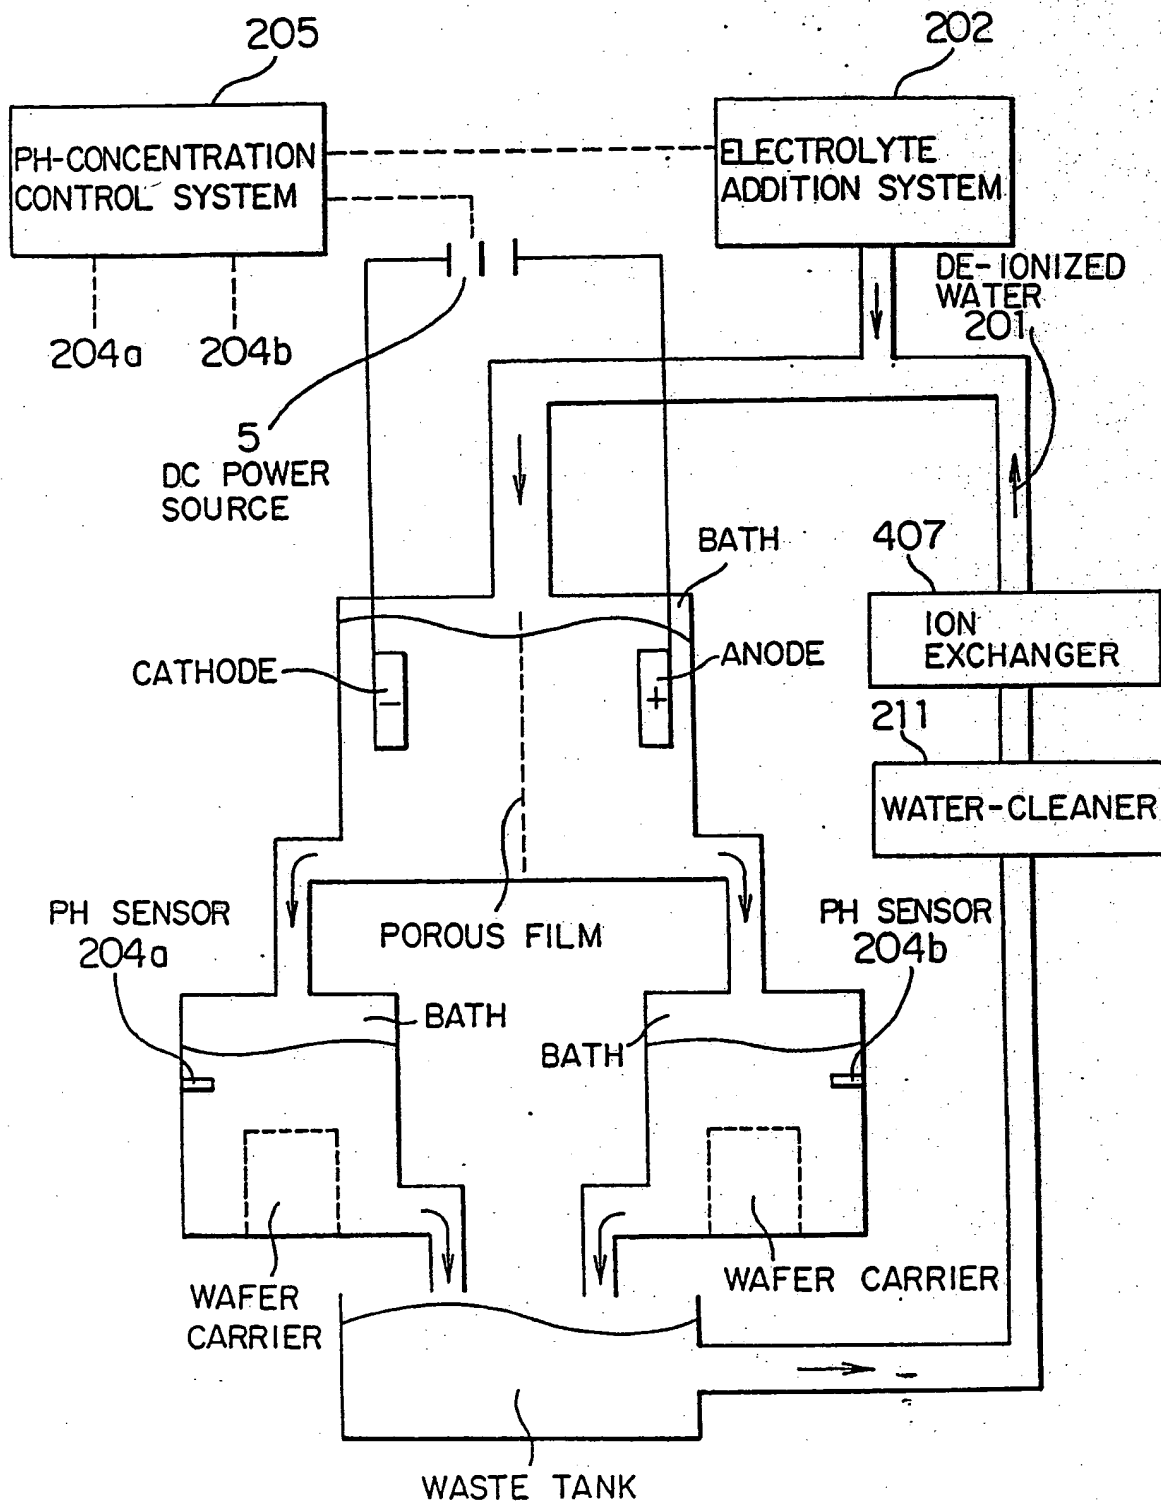 205
202
PH-CONCENTRATION
CONTROL SYSTEM
ELECTROLYTE
ADDITION SYSTEM
DE-IONIZED
WATER
201
204a
204b
5
DC POWER
SOURCE
BATH
407
ION
EXCHANGER
CATHODE
ANODE
−
+
211
WATER-CLEANER
PH SENSOR
204a
POROUS FILM
PH SENSOR
204b
BATH
BATH
WAFER
CARRIER
WAFER CARRIER
WASTE TANK